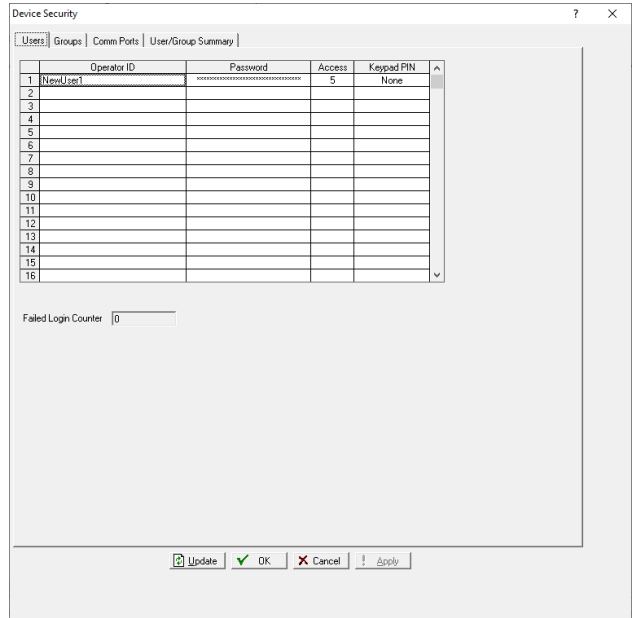 Device Security ? ×
Users Groups Comm Ports User/Group Summary
Operator ID Password Access Keypad PIN
1 NewUser1 5 None
2
3
4
5
6
7
8
9
10
11
12
13
14
15
16
Failed Login Counter 0
Update OK Cancel ! Apply